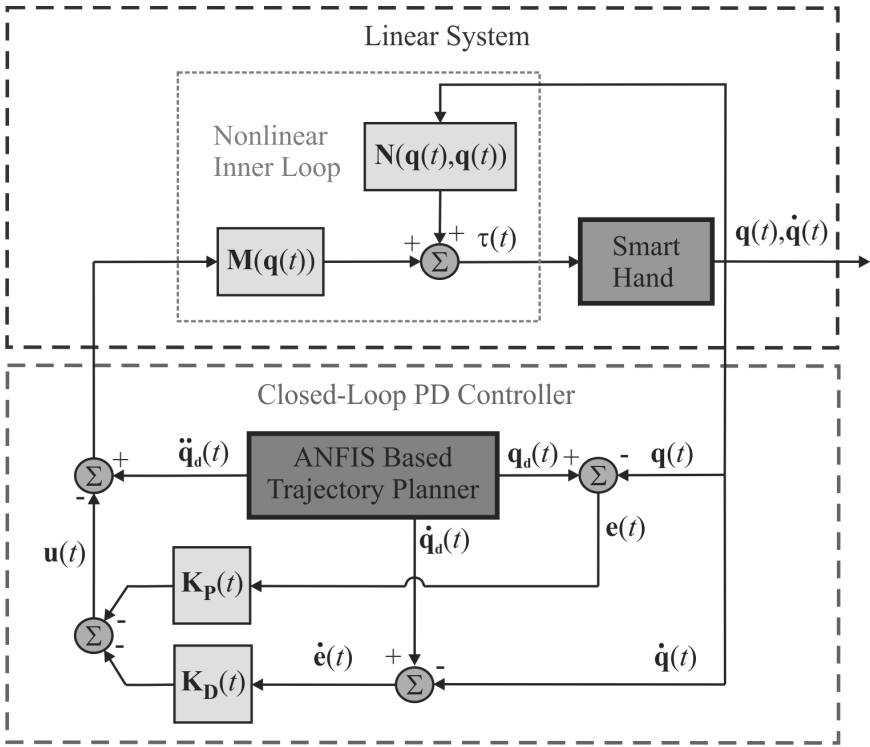 Linear System
Nonlinear
Inner Loop
N(q(t),q(t))
M(q(t))
+
+
Σ
τ(t)
Smart
Hand
q(t),q̇(t)
Closed-Loop PD Controller
Σ
+
-
q̈d(t)
ANFIS Based
Trajectory Planner
qd(t)
+
Σ
-
q(t)
e(t)
q̇d(t)
u(t)
KP(t)
Σ
-
-
KD(t)
ė(t)
+
Σ
-
q̇(t)